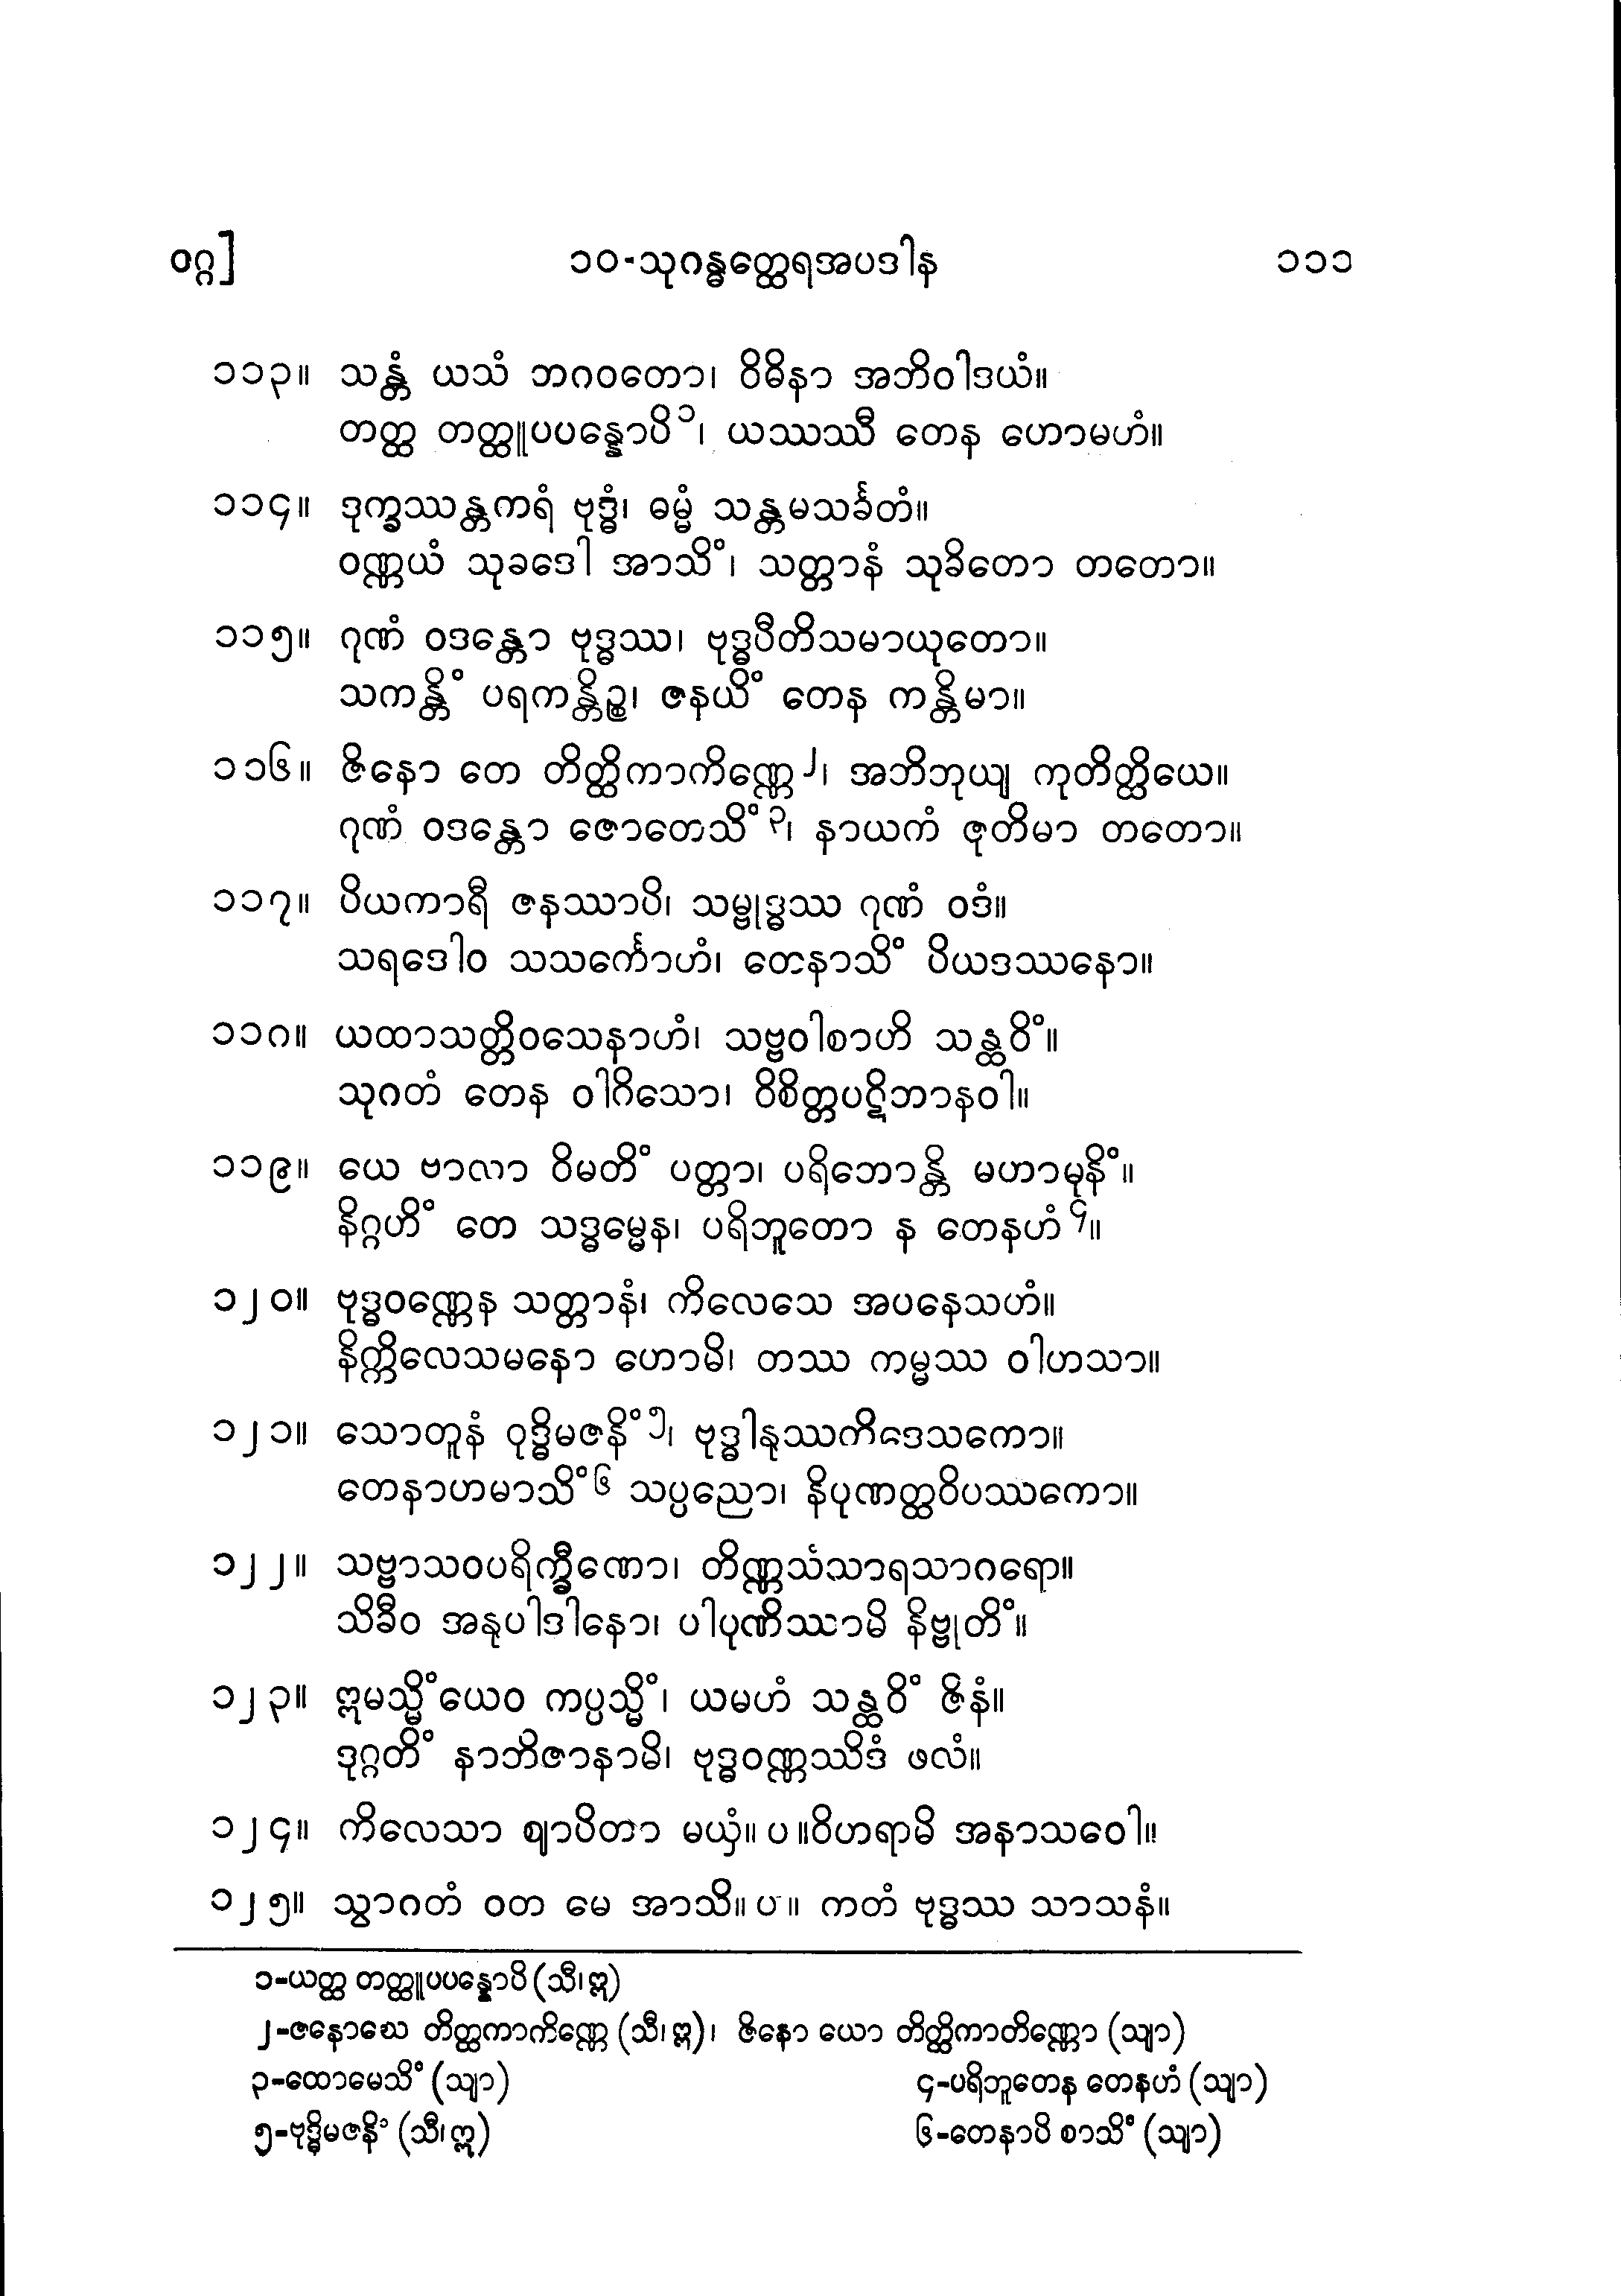 ဝဂ္ဂ] ၁၀-သုဂန္ဓတ္ထေရအပဒါန ၁၁၁
၁၁၃။ သန္တံ ယသံ ဘဂဝတော၊ ဝိဓိနာ အဘိဝါဒယံ။
တတ္ထ တတ္ထူပပန္နောပိ၁၊ ယသဿီ တေန ဟောမဟံ။
၁၁၄။ ဒုက္ခဿန္တကရံ ဗုဒ္ဓံ၊ ဓမ္မံ သန္တမသင်္ခတံ။
ဝဏ္ဏယံ သုခဒေါ အာသိံ၊ သတ္တာနံ သုခိတော တတော။
၁၁၅။ ဂုဏံ ဝဒန္တော ဗုဒ္ဓဿ၊ ဗုဒ္ဓပီတိသမာယုတော။
သကန္တိံ ပရကန္တိဉ္စ၊ ဇနယိံ တေန ကန္တိမာ။
၁၁၆။ ဇိနော တေ တိတ္ထိကာကိဏ္ဏေ၂၊ အဘိဘုယျ ကုတိတ္ထိယေ။
ဂုဏံ ဝဒန္တော ဇောတေသိံ၃၊ နာယကံ ဇုတိမာ တတော။
၁၁၇။ ပိယကာရီ ဇနဿာပိ၊ သမ္ဗုဒ္ဓဿ ဂုဏံ ဝဒံ။
သရဒေါဝ သသင်္ကောဟံ၊ တေနာသိံ ပိယဒဿနော။
၁၁၈။ ယထာသတ္တိဝသေနာဟံ၊ သဗ္ဗဝါစာဟိ သန္ထဝိံ။
သုဂတံ တေန ဝါဂိသော၊ ဝိစိတ္တပဋိဘာနဝါ။
၁၁၉။ ယေ ဗာလာ ဝိမတိံ ပတ္တာ၊ ပရိဘောန္တိ မဟာမုနိံ။
နိဂ္ဂဟိံ တေ သဒ္ဓမ္မေန၊ ပရိဘူတော န တေနဟံ၄။
၁၂၀။ ဗုဒ္ဓဝဏ္ဏေန သတ္တာနံ၊ ကိလေသေ အပနေသဟံ။
နိက္ကိလေသမနော ဟောမိ၊ တဿ ကမ္မဿ ဝါဟသာ။
၁၂၁။ သောတူနံ ဝုဒ္ဓိမဇနိံ၅၊ ဗုဒ္ဓါနုဿတိဒေသကော။
တေနာဟမာသိံ၆ သပ္ပညော၊ နိပုဏတ္ထဝိပဿကော။
၁၂၂။ သဗ္ဗာသဝပရိက္ခီဏော၊ တိဏ္ဏသံသာရသာဂရော။
သိခီဝ အနုပါဒါနော၊ ပါပုဏိဿာမိ နိဗ္ဗုတိံ။
၁၂၃။ ဣမသ္မိံယေဝ ကပ္ပသ္မိံ၊ ယမဟံ သန္ထဝိံ ဇိနံ။
ဒုဂ္ဂတိံ နာဘိဇာနာမိ၊ ဗုဒ္ဓဝဏ္ဏဿိဒံ ဖလံ။
၁၂၄။ ကိလေသာ ဈာပိတာ မယှံ။ ပ ။ဝိဟရာမိ အနာသဝေါ။
၁၂၅။ သွာဂတံ ဝတ မေ အာသိ။ ပ ။ ကတံ ဗုဒ္ဓဿ သာသနံ။
၁-ယတ္ထ တတ္ထူပပန္နောပိ (သီ၊ ဣ)
၂-ဇနောဃေ တိတ္ထကာကိဏ္ဏေ (သီ၊ ဣ)၊ ဇိနော ယော တိတ္ထိကာတိဏ္ဏော (သျာ)
၃-ထောမေသိံ (သျာ) ၄-ပရိဘူတေန တေနဟံ (သျာ)
၅-ဗုဒ္ဓိမဇနိံ (သီ၊ ဣ) ၆-တေနာပိ စာသိံ (သျာ)